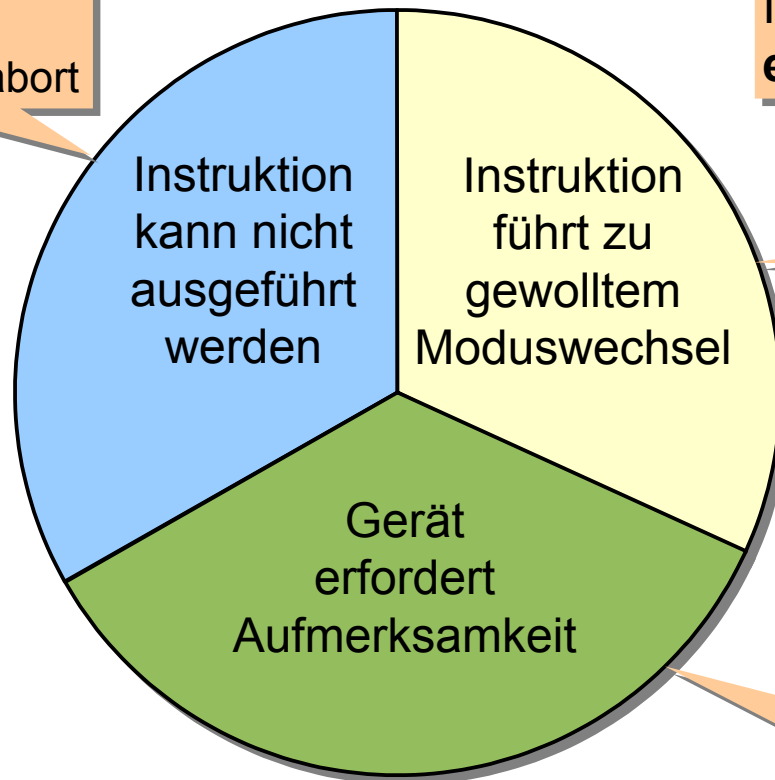 abort
Instruktion
kann nicht
ausgeführt
werden
Instruktion
führt zu
gewolltem
Moduswechsel
Gerät
erfordert
Aufmerksamkeit